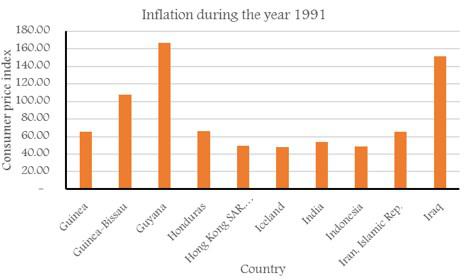 Inflation during the year 1991
Consumer price index
180.00
160.00
140.00
120.00
100.00
80.00
60.00
40.00
20.00
-
Guinea
Guinea-Bissau
Guyana
Honduras
Hong Kong SAR,…
Iceland
India
Indonesia
Iran, Islamic Rep.
Iraq
Country